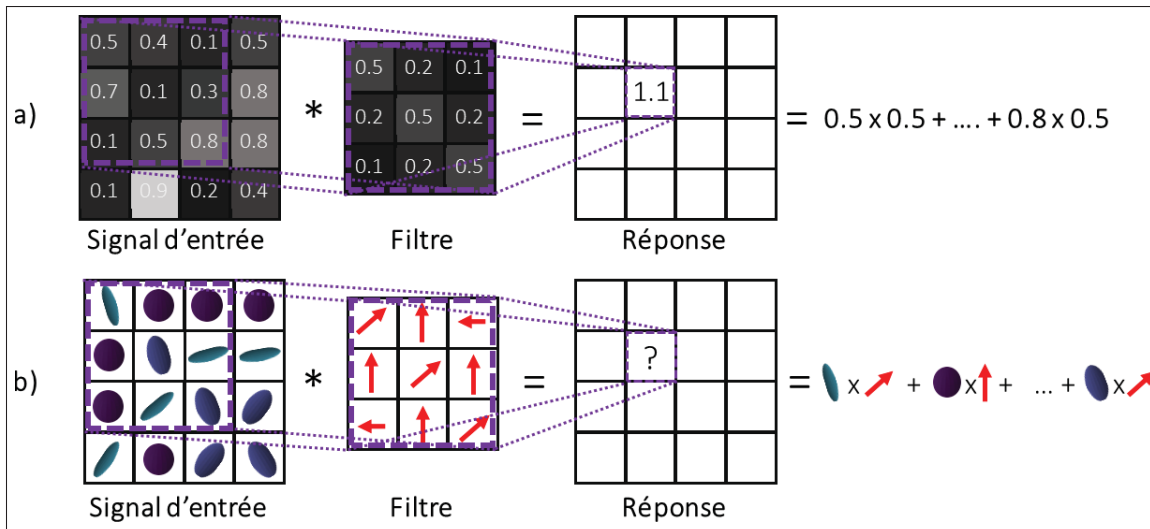 a)
0.5 0.4 0.1 0.5
0.7 0.1 0.3 0.8
0.1 0.5 0.8 0.8
0.1 0.9 0.2 0.4
*
0.5 0.2 0.1
0.2 0.5 0.2
0.1 0.2 0.5
=
1.1
= 0.5 x 0.5 + .... + 0.8 x 0.5
Signal d'entrée Filtre Réponse
b)
*
=
?
= x + x + ... + x
Signal d'entrée Filtre Réponse